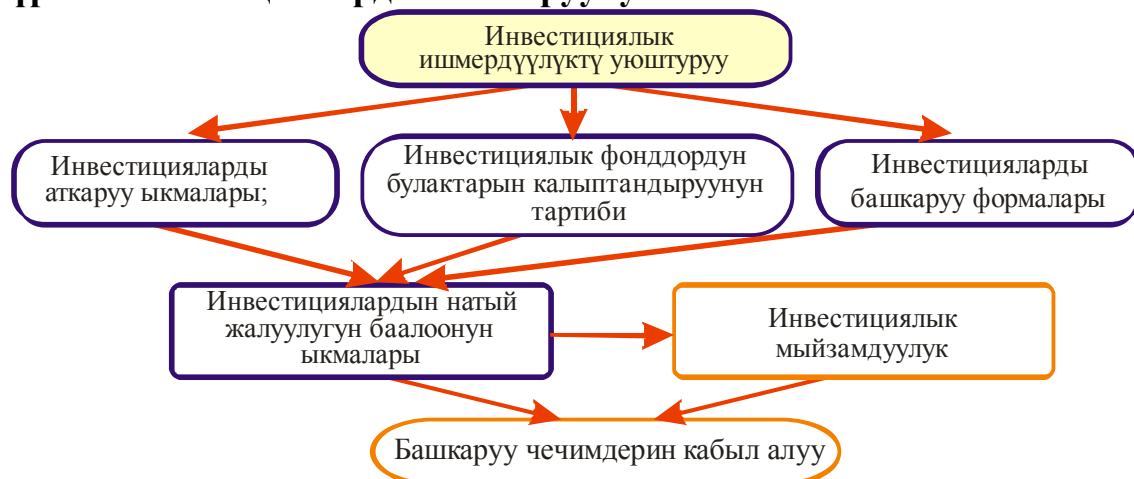 Инвестициялык
ишмердүүлүктү уюштуруу
Инвестицияларды
аткаруу ыкмалары;
Инвестициялык фонддордун
булактарын калыптандыруунун
тартиби
Инвестицияларды
башкаруу формалары
Инвестициялардын натый
жалуулугун баалоонун
ыкмалары
Инвестициялык
мыйзамдуулук
Башкаруу чечимдерин кабыл алуу